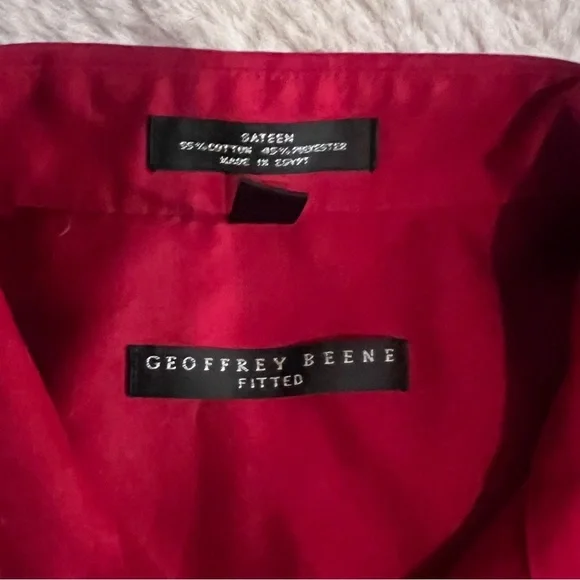 SATEEN
55% COTTON 45% POLYESTER
MADE IN EGYPT
GEOFFREY BEENE
FITTED